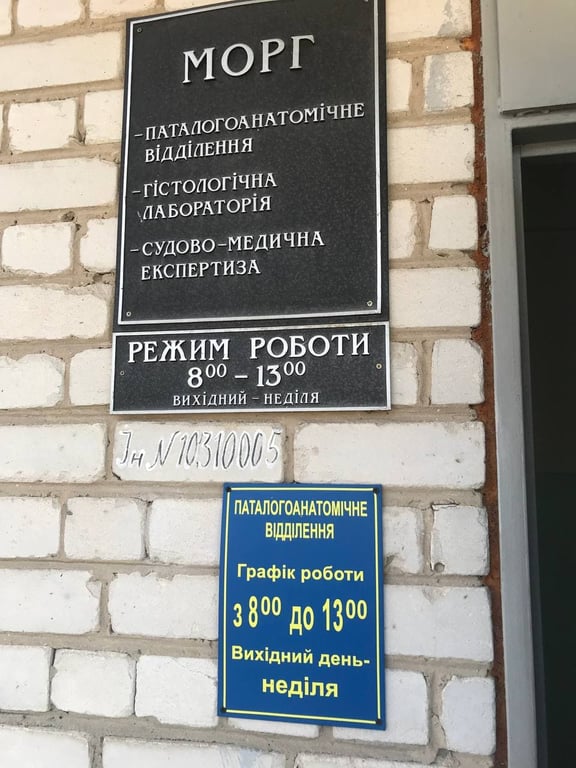 МОРГ
-ПАТАЛОГОАНАТОМІЧНЕ
ВІДДІЛЕННЯ
-ГІСТОЛОГІЧНА
ЛАБОРАТОРІЯ
-СУДОВО-МЕДИЧНА
ЕКСПЕРТИЗА
РЕЖИМ РОБОТИ
8⁰⁰ - 13⁰⁰
ВИХІДНИЙ - НЕДІЛЯ
Ін N 10310005
ПАТАЛОГОАНАТОМІЧНЕ
ВІДДІЛЕННЯ
Графік роботи
з 8⁰⁰ до 13⁰⁰
Вихідний день-
неділя